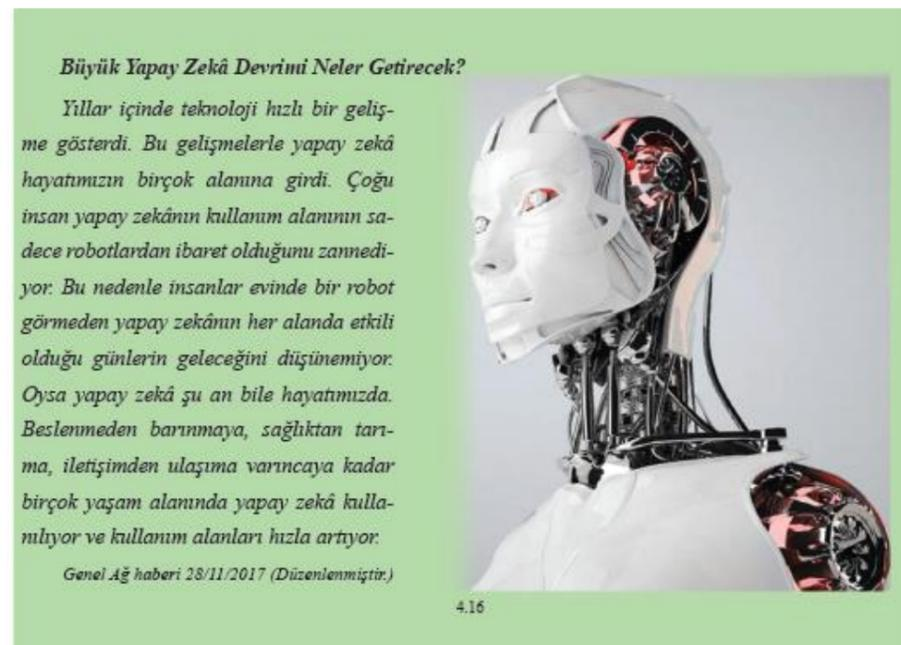 Büyük Yapay Zekâ Devrimi Neler Getirecek?
Yıllar içinde teknoloji hızlı bir geliş-
me gösterdi. Bu gelişmelerle yapay zekâ
hayatımızın birçok alanına girdi. Çoğu
insan yapay zekânın kullanım alanının sa-
dece robotlardan ibaret olduğunu zannedi-
yor. Bu nedenle insanlar evinde bir robot
görmeden yapay zekânın her alanda etkili
olduğu günlerin geleceğini düşünemiyor.
Oysa yapay zekâ şu an bile hayatımızda.
Beslenmeden barınmaya, sağlıktan tarı-
ma, iletişimden ulaşıma varıncaya kadar
birçok yaşam alanında yapay zekâ kulla-
nılıyor ve kullanım alanları hızla artıyor.
Genel Ağ haberi 28/11/2017 (Düzenlenmiştir.)
4.16